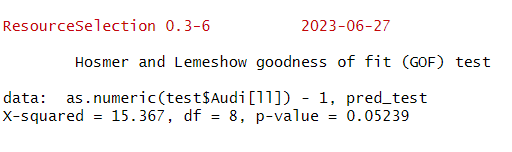 ResourceSelection 0.3-6 2023-06-27
Hosmer and Lemeshow goodness of fit (GOF) test
data: as.numeric(test$Audi[ll]) - 1, pred_test
X-squared = 15.367, df = 8, p-value = 0.05239